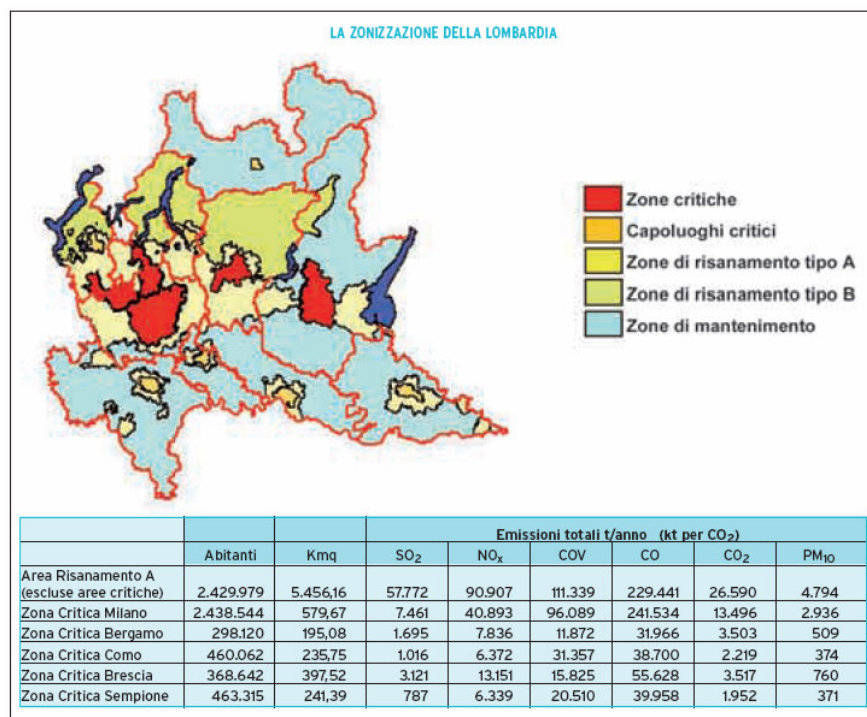 LA ZONIZZAZIONE DELLA LOMBARDIA
Zone critiche
Capoluoghi critici
Zone di risanamento tipo A
Zone di risanamento tipo B
Zone di mantenimento
Emissioni totali t/anno (kt per CO₂)
Abitanti Kmq SO₂ NOₓ COV CO CO₂ PM₁₀
Area Risanamento A
(escluse aree critiche) 2.429.979 5.456,16 57.772 90.907 111.339 229.441 26.590 4.794
Zona Critica Milano 2.438.544 579,67 7.461 40.893 96.089 241.534 13.496 2.936
Zona Critica Bergamo 298.120 195,08 1.695 7.836 11.872 31.966 3.503 509
Zona Critica Como 460.062 235,75 1.016 6.372 31.357 38.700 2.219 374
Zona Critica Brescia 368.642 397,52 3.121 13.151 15.825 55.628 3.517 760
Zona Critica Sempione 463.315 241,39 787 6.339 20.510 39.958 1.952 371